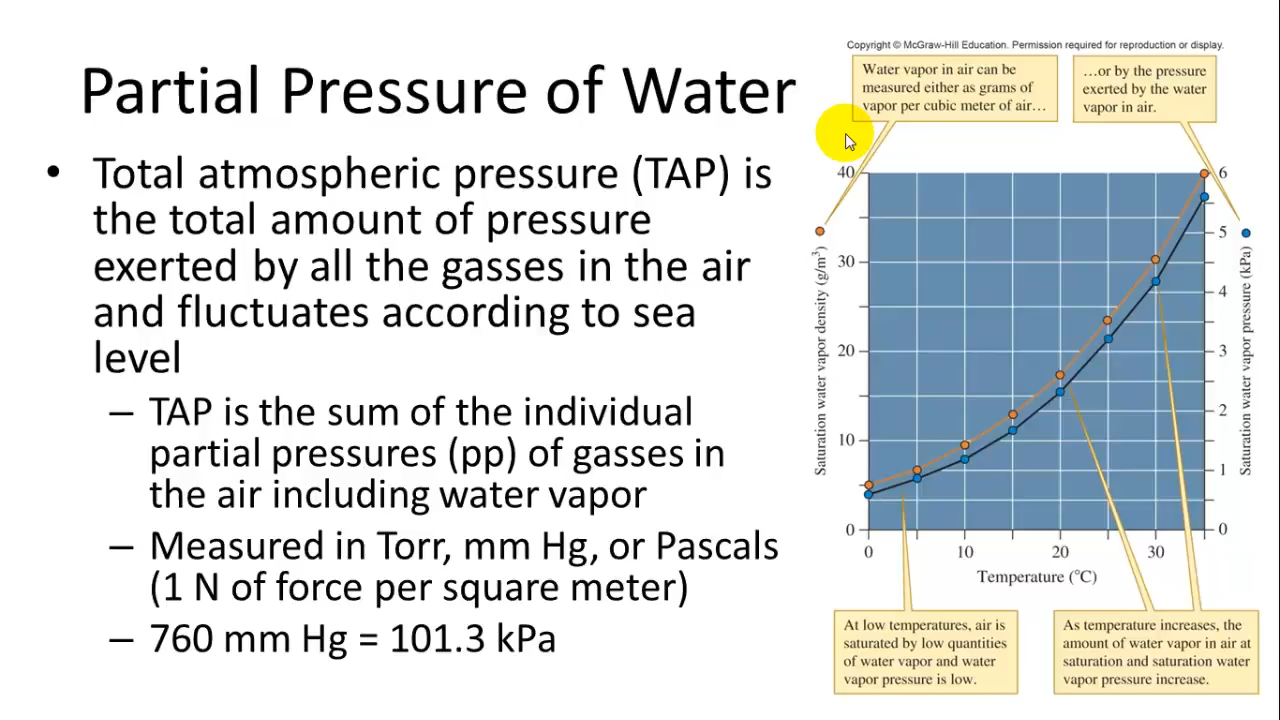 Copyright © McGraw-Hill Education. Permission required for reproduction or display.
Partial Pressure of Water
• Total atmospheric pressure (TAP) is
the total amount of pressure
exerted by all the gasses in the air
and fluctuates according to sea
level
– TAP is the sum of the individual
partial pressures (pp) of gasses in
the air including water vapor
– Measured in Torr, mm Hg, or Pascals
(1 N of force per square meter)
– 760 mm Hg = 101.3 kPa
Water vapor in air can be
measured either as grams of
vapor per cubic meter of air…
…or by the pressure
exerted by the water
vapor in air.
Saturation water vapor density (g/m³)
40
30
20
10
0
Saturation water vapor pressure (kPa)
6
5
4
3
2
1
0
0 10 20 30
Temperature (°C)
At low temperatures, air is
saturated by low quantities
of water vapor and water
vapor pressure is low.
As temperature increases, the
amount of water vapor in air at
saturation and saturation water
vapor pressure increase.